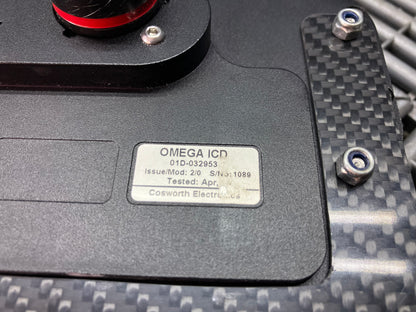 OMEGA ICD
01D-032953
Issue/Mod: 2/0 S/No: 1089
Tested: Apr.
Cosworth Electronics